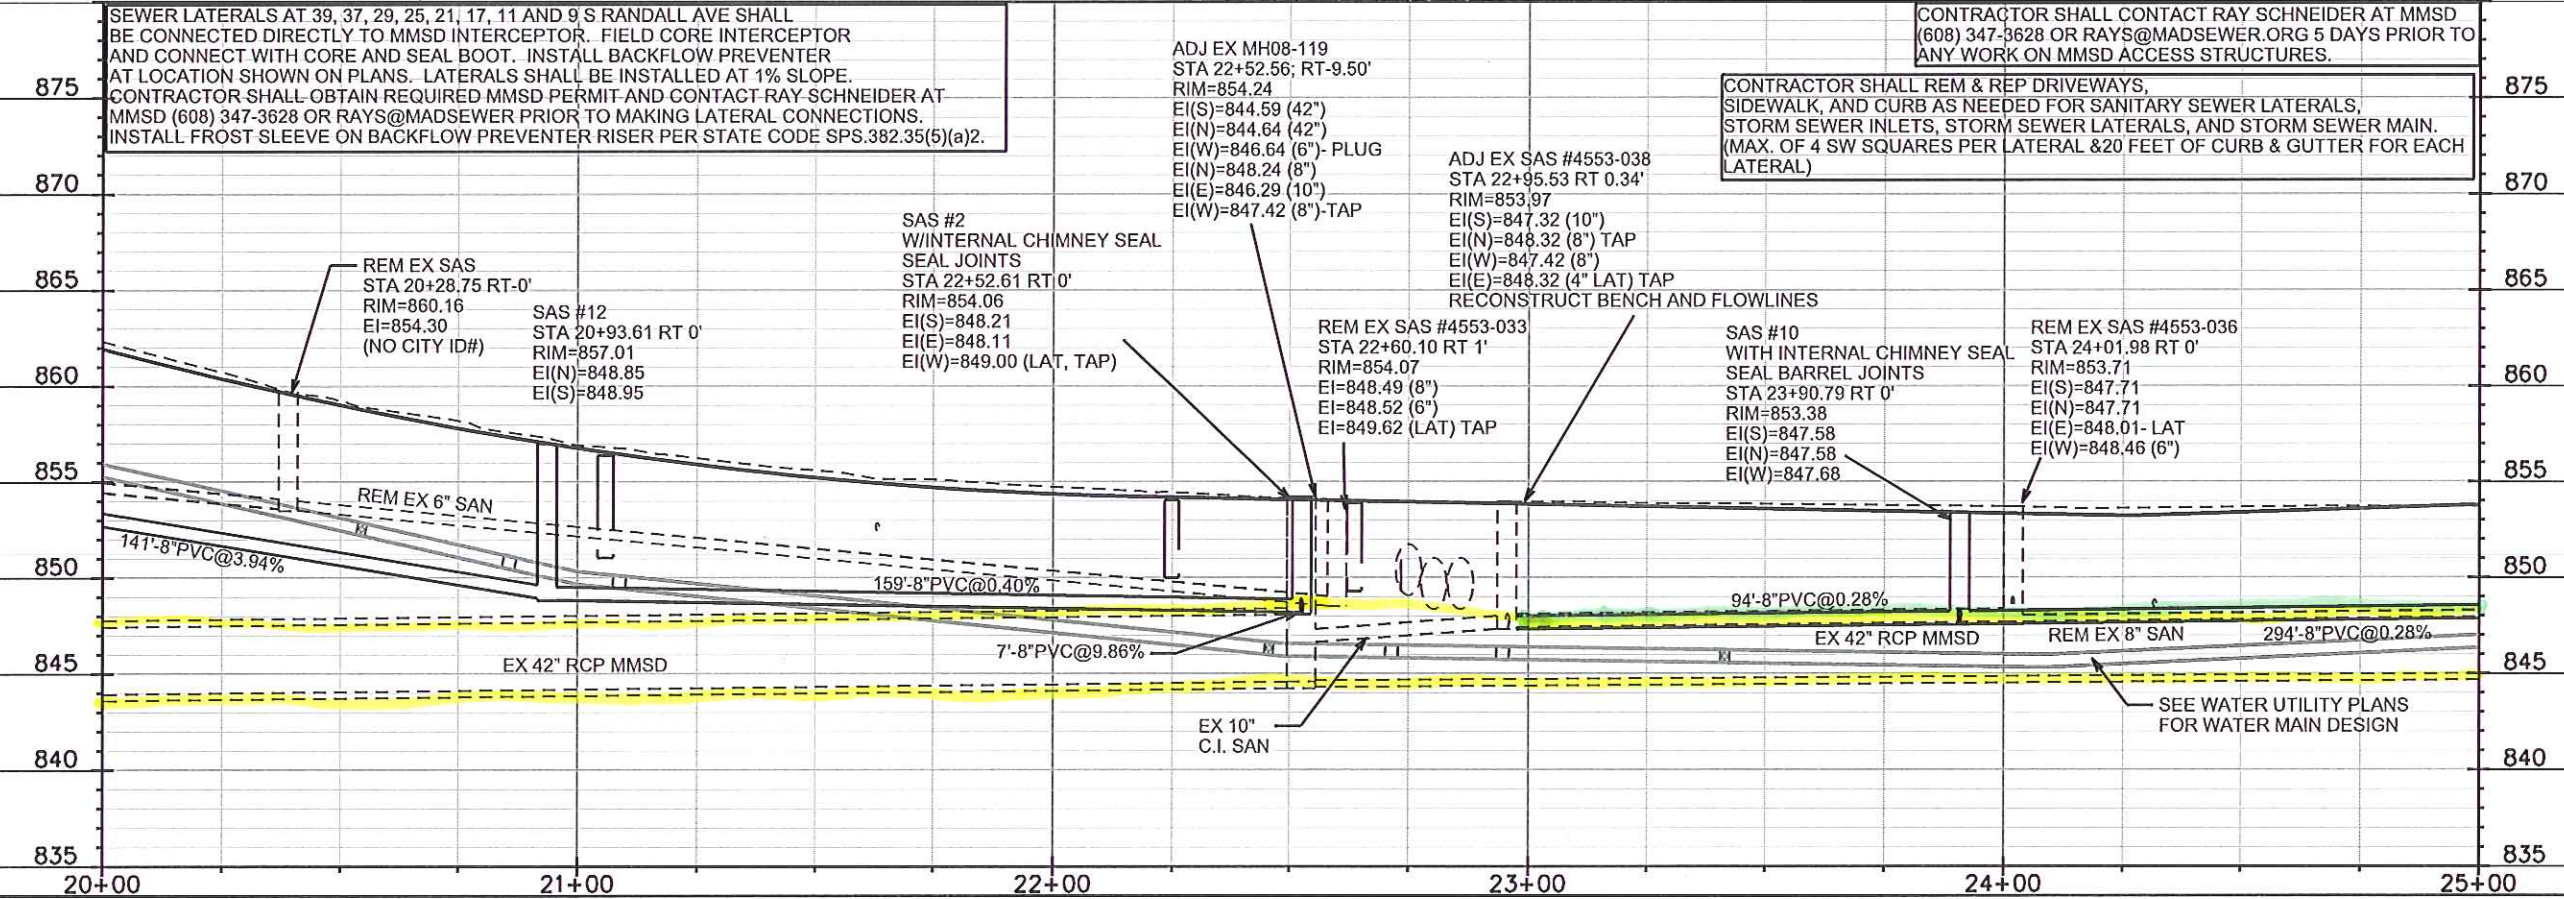 SEWER LATERALS AT 39, 37, 29, 25, 21, 17, 11 AND 9 S RANDALL AVE SHALL
BE CONNECTED DIRECTLY TO MMSD INTERCEPTOR.  FIELD CORE INTERCEPTOR
AND CONNECT WITH CORE AND SEAL BOOT.  INSTALL BACKFLOW PREVENTER
AT LOCATION SHOWN ON PLANS.  LATERALS SHALL BE INSTALLED AT 1% SLOPE.
CONTRACTOR SHALL OBTAIN REQUIRED MMSD PERMIT AND CONTACT RAY SCHNEIDER AT
MMSD (608) 347-3628 OR RAYS@MADSEWER PRIOR TO MAKING LATERAL CONNECTIONS.
INSTALL FROST SLEEVE ON BACKFLOW PREVENTER RISER PER STATE CODE SPS.382.35(5)(a)2.
CONTRACTOR SHALL CONTACT RAY SCHNEIDER AT MMSD
(608) 347-3628 OR RAYS@MADSEWER.ORG 5 DAYS PRIOR TO
ANY WORK ON MMSD ACCESS STRUCTURES.
CONTRACTOR SHALL REM & REP DRIVEWAYS,
SIDEWALK, AND CURB AS NEEDED FOR SANITARY SEWER LATERALS,
STORM SEWER INLETS, STORM SEWER LATERALS, AND STORM SEWER MAIN.
(MAX. OF 4 SW SQUARES PER LATERAL &20 FEET OF CURB & GUTTER FOR EACH
LATERAL)
ADJ EX MH08-119
STA 22+52.56; RT-9.50'
RIM=854.24
EI(S)=844.59 (42")
EI(N)=844.64 (42")
EI(W)=846.64 (6")- PLUG
EI(N)=848.24 (8")
EI(E)=846.29 (10")
EI(W)=847.42 (8")-TAP
ADJ EX SAS #4553-038
STA 22+95.53 RT 0.34'
RIM=853.97
EI(S)=847.32 (10")
EI(N)=848.32 (8") TAP
EI(W)=847.42 (8")
EI(E)=848.32 (4" LAT) TAP
RECONSTRUCT BENCH AND FLOWLINES
SAS #2
W/INTERNAL CHIMNEY SEAL
SEAL JOINTS
STA 22+52.61 RT 0'
RIM=854.06
EI(S)=848.21
EI(E)=848.11
EI(W)=849.00 (LAT, TAP)
REM EX SAS
STA 20+28.75 RT-0'
RIM=860.16
EI=854.30
(NO CITY ID#)
SAS #12
STA 20+93.61 RT 0'
RIM=857.01
EI(N)=848.85
EI(S)=848.95
REM EX SAS #4553-033
STA 22+60.10 RT 1'
RIM=854.07
EI=848.49 (8")
EI=848.52 (6")
EI=849.62 (LAT) TAP
SAS #10
WITH INTERNAL CHIMNEY SEAL
SEAL BARREL JOINTS
STA 23+90.79 RT 0'
RIM=853.38
EI(S)=847.58
EI(N)=847.58
EI(W)=847.68
REM EX SAS #4553-036
STA 24+01.98 RT 0'
RIM=853.71
EI(S)=847.71
EI(N)=847.71
EI(E)=848.01- LAT
EI(W)=848.46 (6")
REM EX 6" SAN
141'-8"PVC@3.94%
159'-8"PVC@0.40%
94'-8"PVC@0.28%
7'-8"PVC@9.86%
EX 42" RCP MMSD
EX 42" RCP MMSD
REM EX 8" SAN
294'-8"PVC@0.28%
EX 10"
C.I. SAN
SEE WATER UTILITY PLANS
FOR WATER MAIN DESIGN
875
870
865
860
855
850
845
840
835
875
870
865
860
855
850
845
840
835
20+00
21+00
22+00
23+00
24+00
25+00